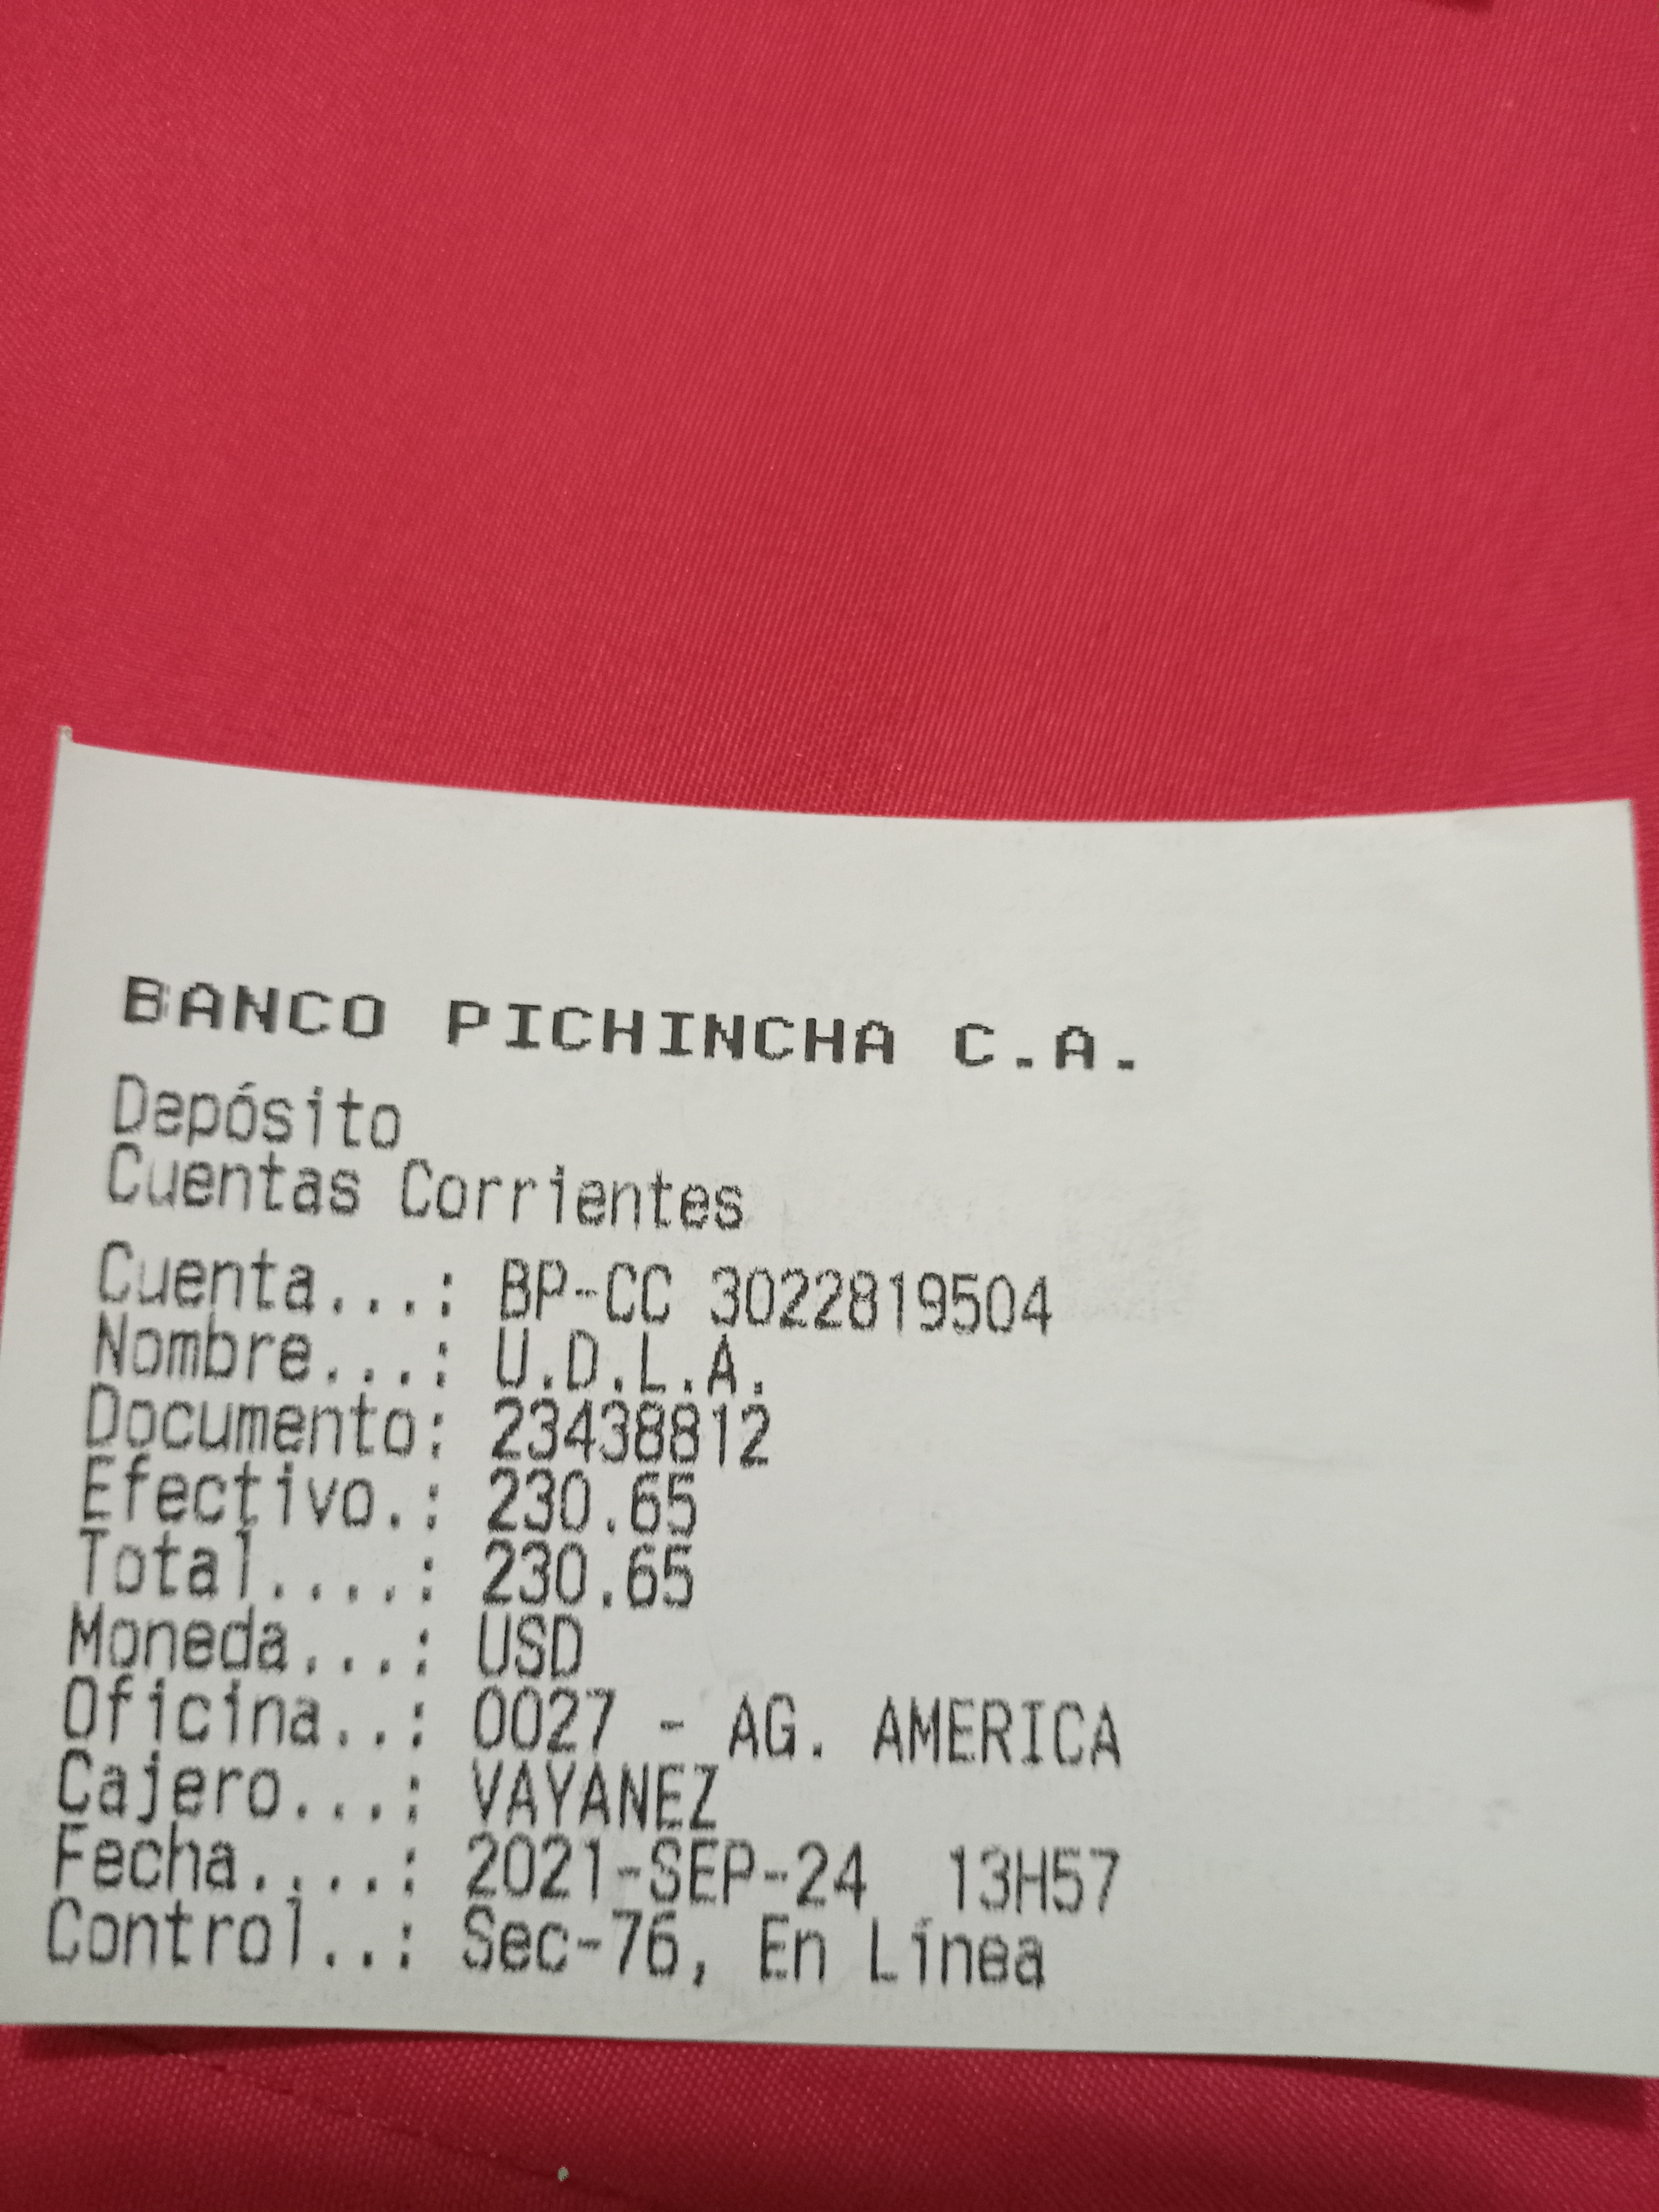 BANCO PICHINCHA C.A.
Depósito
Cuentas Corrientes
Cuenta...: BP-CC 3022819504
Nombre...: U.D.L.A.
Documento: 23438812
Efectivo.: 230.65
Total....: 230.65
Moneda...: USD
Oficina..: 0027 - AG. AMERICA
Cajero...: VAYANEZ
Fecha....: 2021-SEP-24 13H57
Control..: Sec-76, En Línea